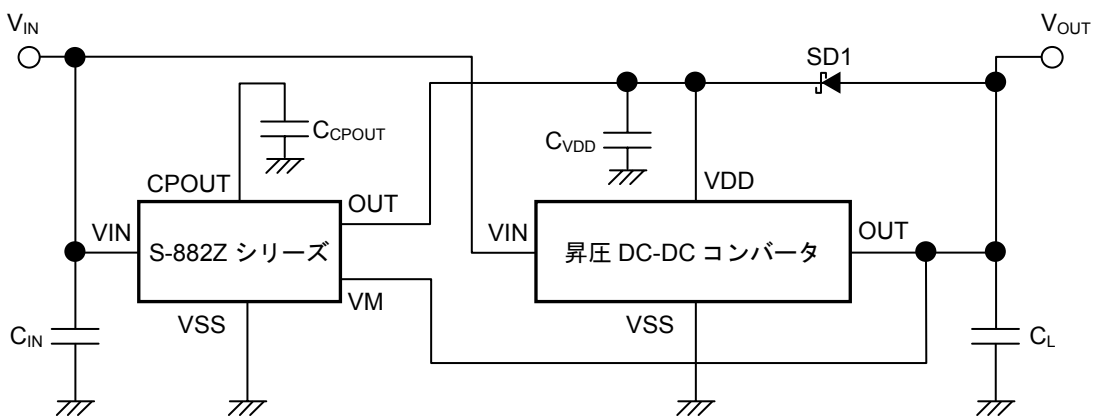 VIN
VOUT
SD1
CCPOUT
CVDD
CPOUT
OUT
VDD
VIN
S-882Z シリーズ
VIN
昇圧 DC-DC コンバータ
OUT
VM
VSS
VSS
CIN
CL